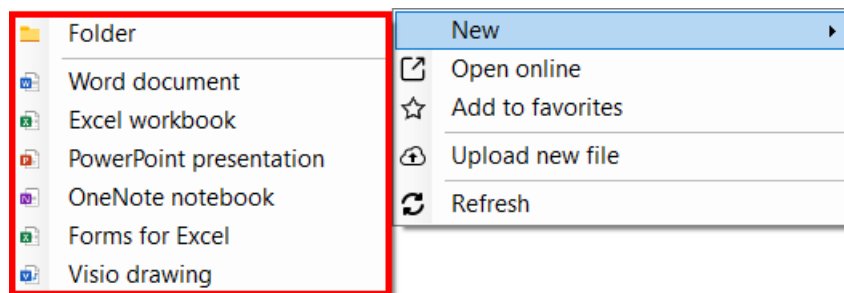 Folder
Word document
Excel workbook
PowerPoint presentation
OneNote notebook
Forms for Excel
Visio drawing
New
Open online
Add to favorites
Upload new file
Refresh